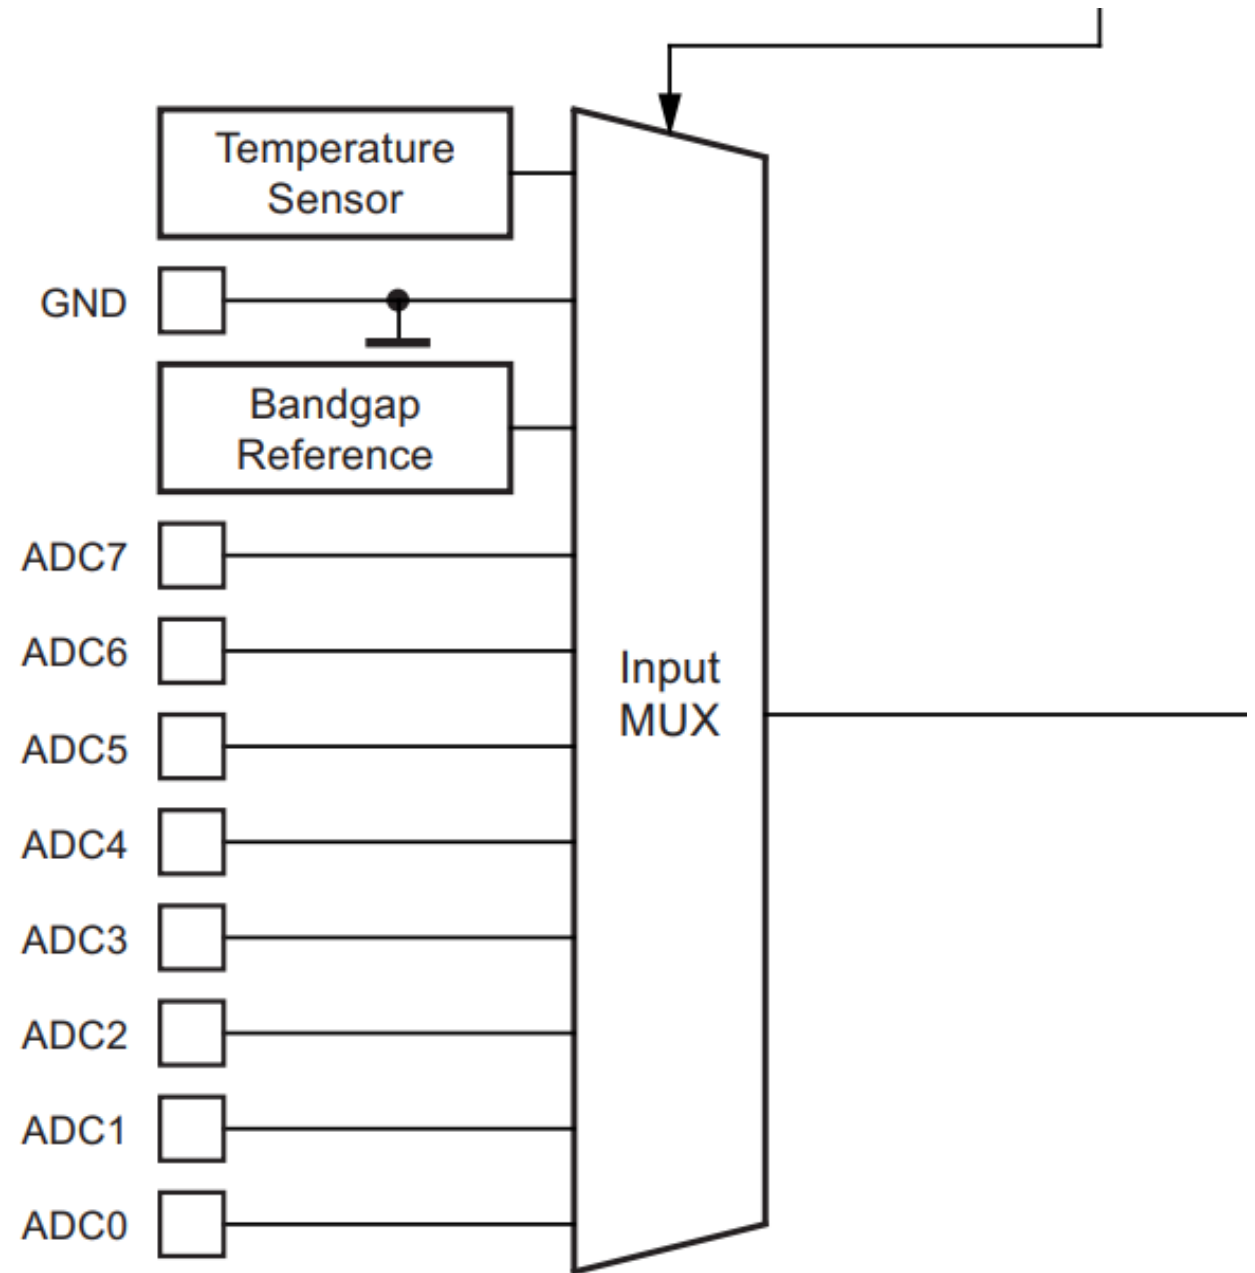 Temperature
Sensor
GND
Bandgap
Reference
ADC7
ADC6
Input
MUX
ADC5
ADC4
ADC3
ADC2
ADC1
ADC0